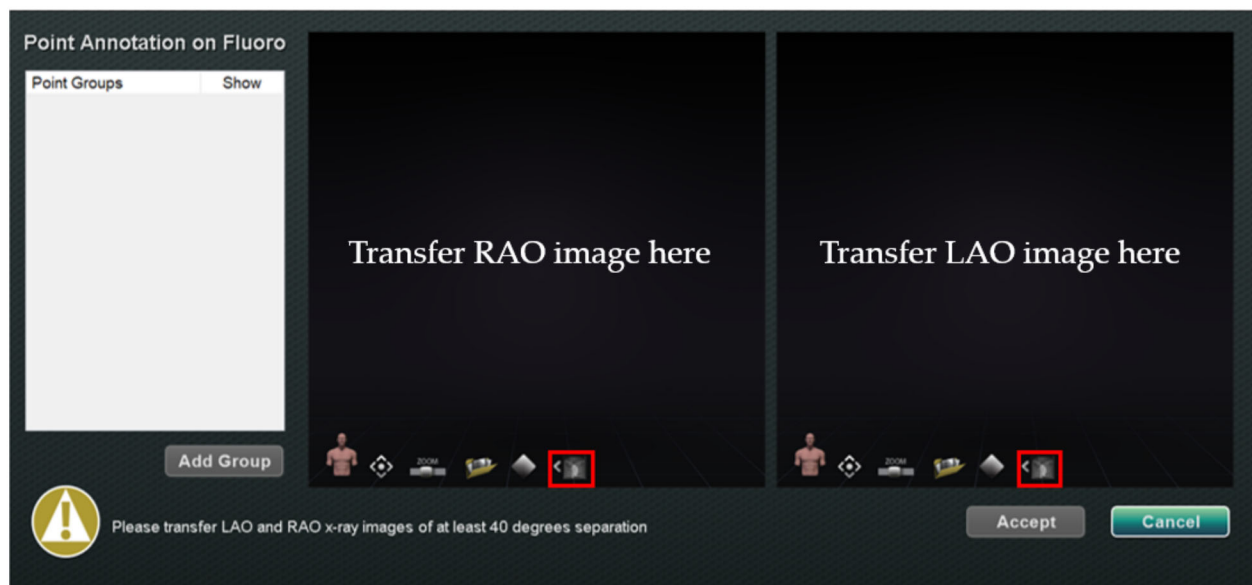 Point Annotation on Fluoro
Point Groups Show
Transfer RAO image here
Transfer LAO image here
Add Group
ZOOM
ZOOM
Please transfer LAO and RAO x-ray images of at least 40 degrees separation
Accept
Cancel